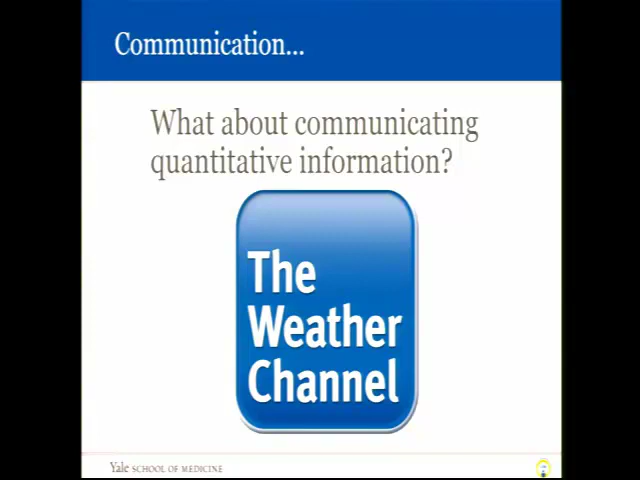 Communication...
What about communicating
quantitative information?
The
Weather
Channel
Yale SCHOOL OF MEDICINE